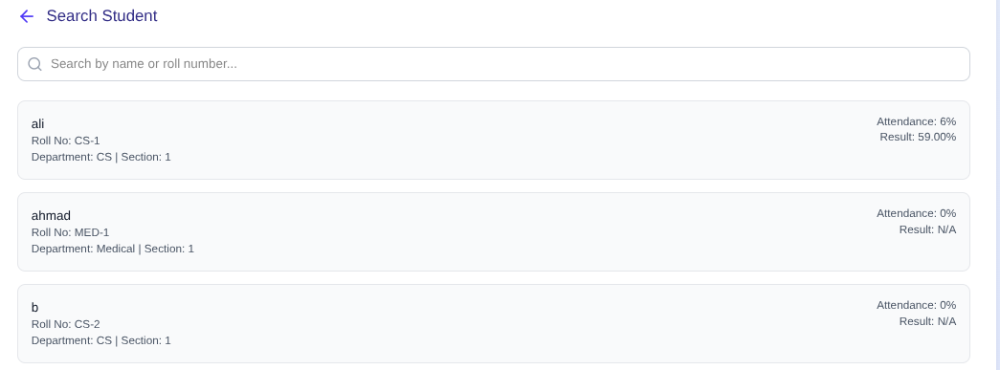 Search Student
Search by name or roll number...
ali
Roll No: CS-1
Department: CS | Section: 1
Attendance: 6%
Result: 59.00%
ahmad
Roll No: MED-1
Department: Medical | Section: 1
Attendance: 0%
Result: N/A
b
Roll No: CS-2
Department: CS | Section: 1
Attendance: 0%
Result: N/A